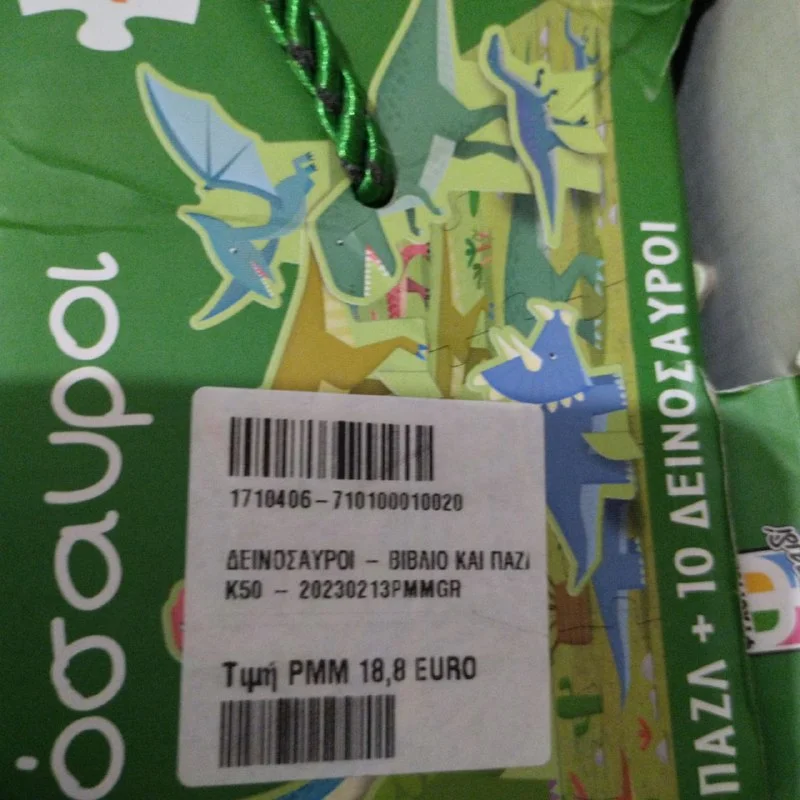 όσαυροι
1710406-710100010020
ΔΕΙΝΟΣΑΥΡΟΙ - ΒΙΒΛΙΟ ΚΑΙ ΠΑΖΛ
K50 - 20230213PMMGR
Τιμή PMM 18,8 EURO
ΠΑΖΛ + 10 ΔΕΙΝΟΣΑΥΡΟΙ